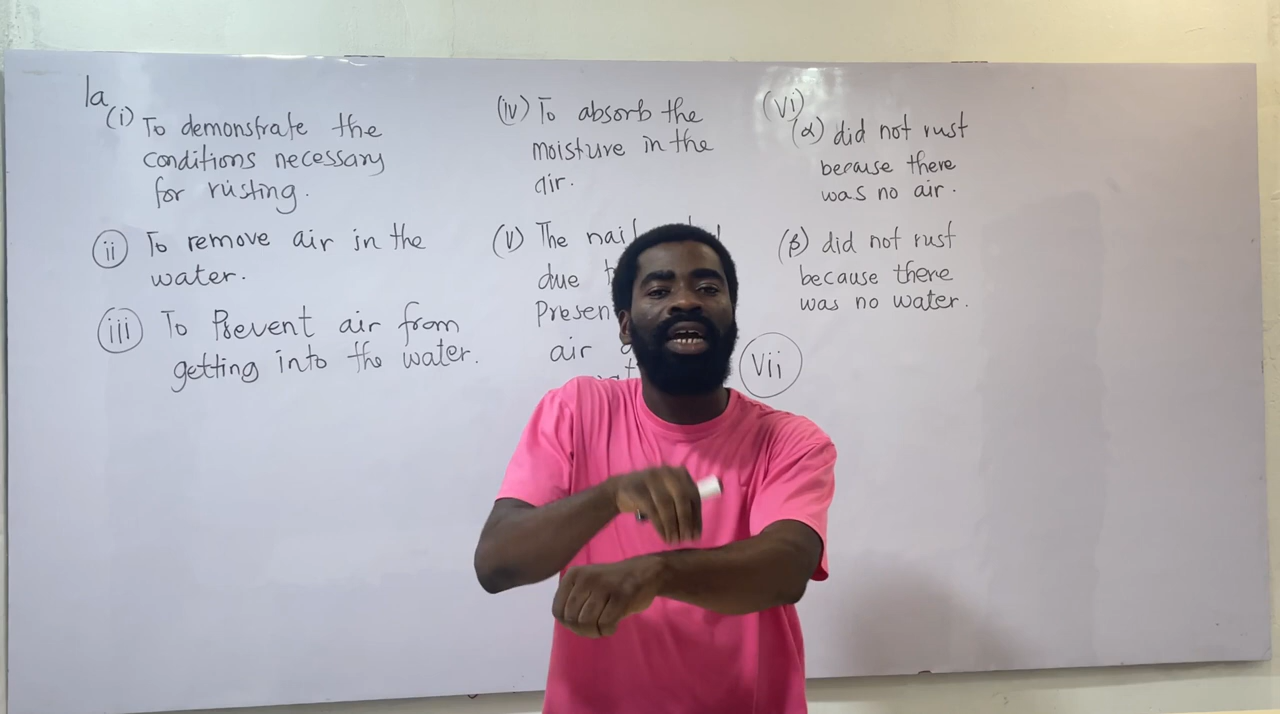 1a
(i) To demonstrate the
conditions necessary
for rusting.
(ii) To remove air in the
water.
(iii) To Prevent air from
getting into the water.
(iv) To absorb the
moisture in the
air.
(v) The
due
air
(vi)
(α) did not rust
because there
was no air.
(β) did not rust
because there
was no water.
(vii)